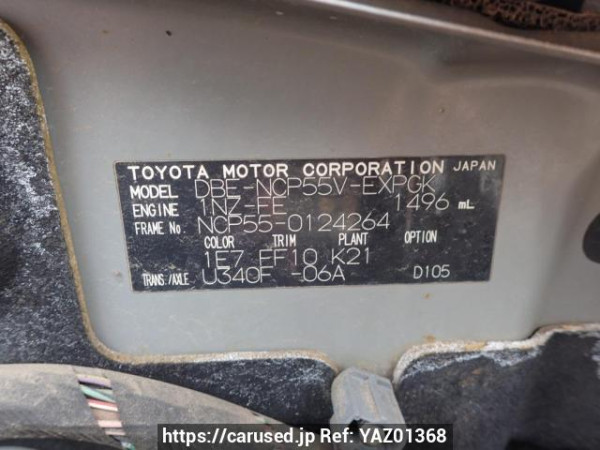 TOYOTA MOTOR CORPORATION JAPAN
MODEL DBE-NCP55V-EXPGK
ENGINE 1NZ-FE 1496 mL
FRAME No. NCP55-0124264
COLOR TRIM PLANT OPTION
1E7 FF10 K21
TRANS./AXLE U340F -06A D105
https://carused.jp Ref: YAZ01368